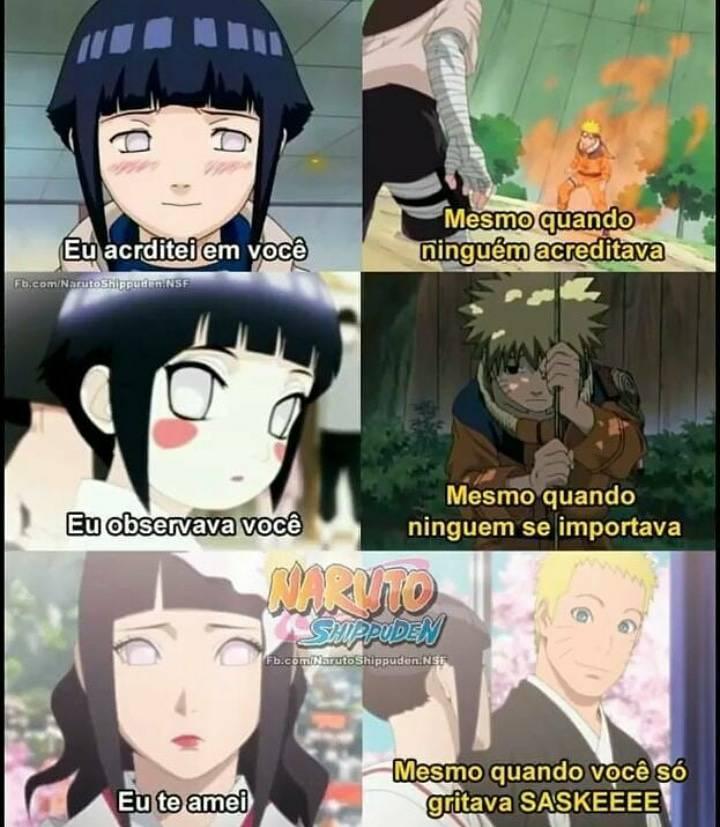 Eu acrditei em você
Mesmo quando
ninguém acreditava
Fb.com/NarutoShippuden.NSF
Eu observava você
Mesmo quando
ninguem se importava
NARUTO
SHIPPUDEN
Fb.com/NarutoShippuden.NSF
Eu te amei
Mesmo quando você só
gritava SASKEEEE